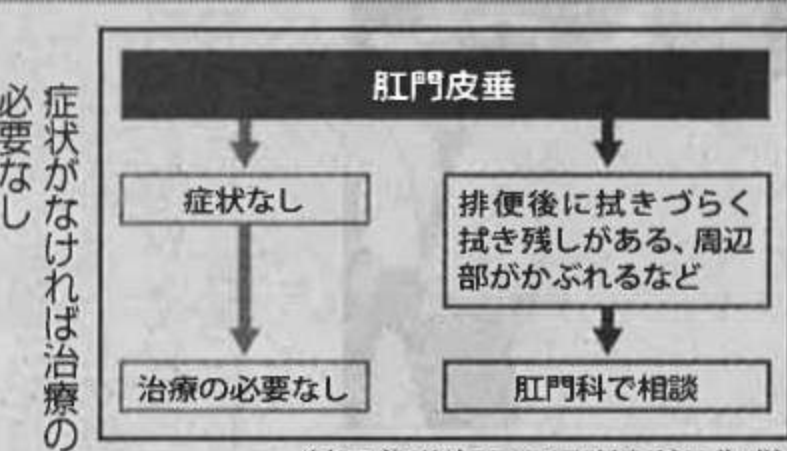 症状がなければ治療の
必要なし
肛門皮垂
症状なし
排便後に拭きづらく
拭き残しがある、周辺
部がかぶれるなど
治療の必要なし
肛門科で相談